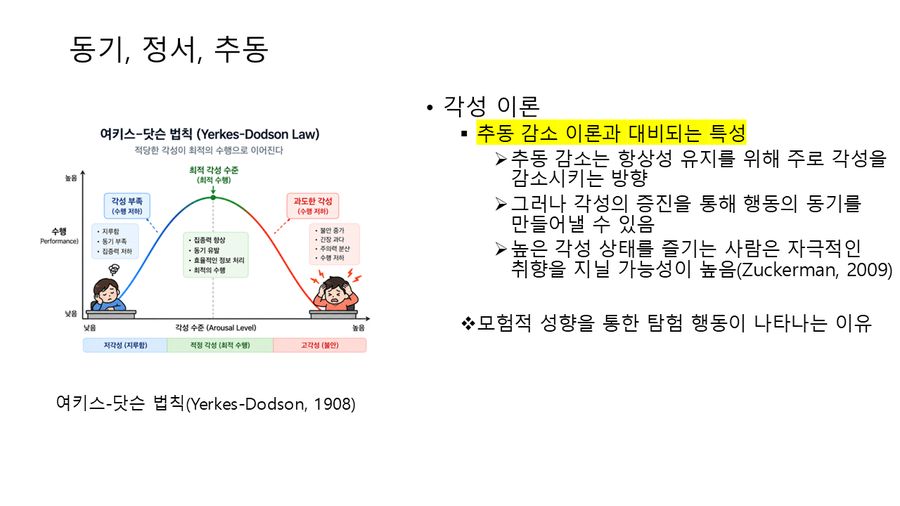 동기, 정서, 추동
여키스–닷슨 법칙 (Yerkes-Dodson Law)
적당한 각성이 최적의 수행으로 이어진다
최적 각성 수준
(최적 수행)
높음
각성 부족
(수행 저하)
과도한 각성
(수행 저하)
수행
(Performance)
• 지루함
• 동기 부족
• 집중력 저하
• 집중력 향상
• 동기 유발
• 효율적인 정보 처리
• 최적의 수행
• 불안 증가
• 긴장 과다
• 주의력 분산
• 수행 저하
낮음
낮음
각성 수준 (Arousal Level)
높음
저각성 (지루함)
적정 각성 (최적 수행)
고각성 (불안)
여키스-닷슨 법칙(Yerkes-Dodson, 1908)
• 각성 이론
▪ 추동 감소 이론과 대비되는 특성
➢추동 감소는 항상성 유지를 위해 주로 각성을
감소시키는 방향
➢그러나 각성의 증진을 통해 행동의 동기를
만들어낼 수 있음
➢높은 각성 상태를 즐기는 사람은 자극적인
취향을 지닐 가능성이 높음(Zuckerman, 2009)
❖모험적 성향을 통한 탐험 행동이 나타나는 이유